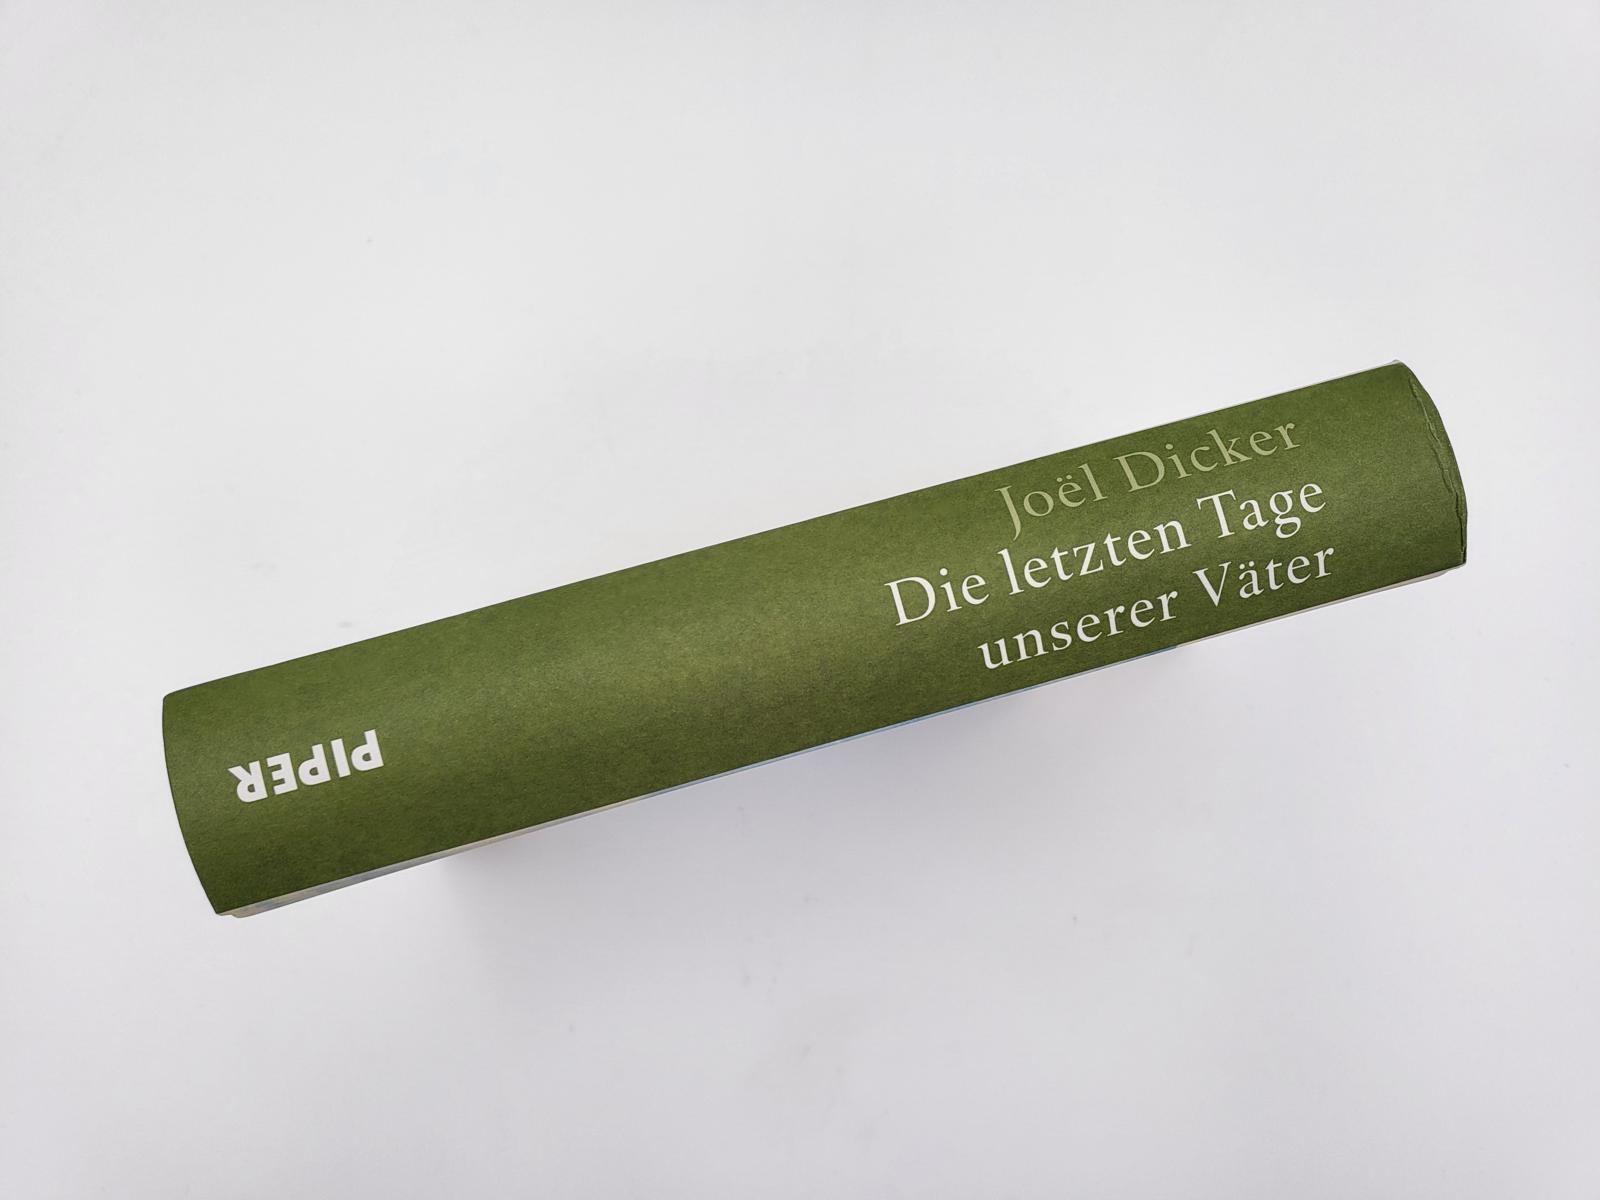 Joël Dicker
Die letzten Tage
unserer Väter
PIPER